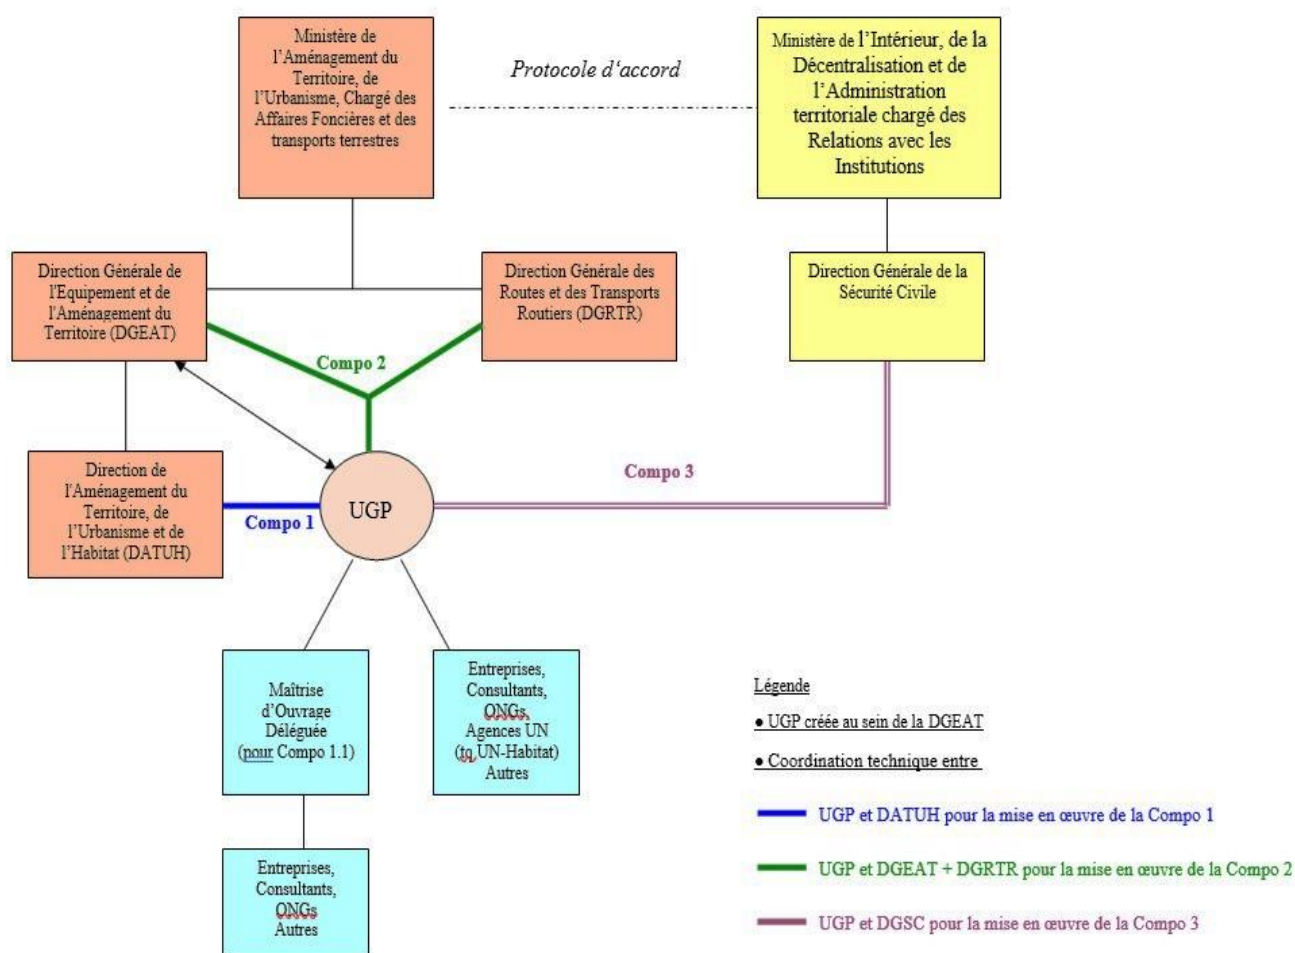 Ministère de
l'Aménagement du
Territoire, de
l'Urbanisme, Chargé des
Affaires Foncières et des
transports terrestres
Protocole d'accord
Ministère de l'Intérieur, de la
Décentralisation et de
l'Administration
territoriale chargé des
Relations avec les
Institutions
Direction Générale de
l'Equipement et de
l'Aménagement du
Territoire (DGEAT)
Direction Générale des
Routes et des Transports
Routiers (DGRTR)
Direction Générale de la
Sécurité Civile
Compo 2
Direction de
l'Aménagement du
Territoire, de
l'Urbanisme et de
l'Habitat (DATUH)
Compo 1
UGP
Compo 3
Maîtrise
d'Ouvrage
Déléguée
(pour Compo 1.1)
Entreprises,
Consultants,
ONGs,
Agences UN
(tq UN-Habitat)
Autres
Entreprises,
Consultants,
ONGs
Autres
Légende
● UGP créée au sein de la DGEAT
● Coordination technique entre
UGP et DATUH pour la mise en œuvre de la Compo 1
UGP et DGEAT + DGRTR pour la mise en œuvre de la Compo 2
UGP et DGSC pour la mise en œuvre de la Compo 3